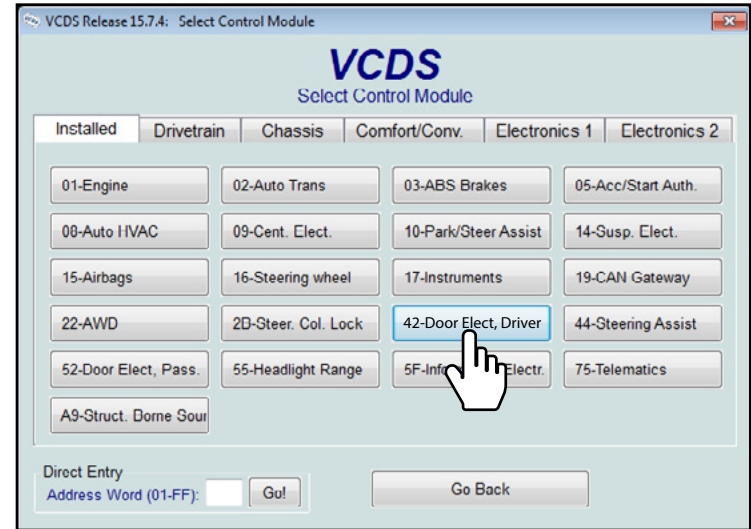 VCDS Release 15.7.4: Select Control Module
VCDS
Select Control Module
Installed Drivetrain Chassis Comfort/Conv. Electronics 1 Electronics 2
01-Engine 02-Auto Trans 03-ABS Brakes 05-Acc/Start Auth.
08-Auto HVAC 09-Cent. Elect. 10-Park/Steer Assist 14-Susp. Elect.
15-Airbags 16-Steering wheel 17-Instruments 19-CAN Gateway
22-AWD 2B-Steer. Col. Lock 42-Door Elect, Driver 44-Steering Assist
52-Door Elect, Pass. 55-Headlight Range Electr. 75-Telematics
A9-Struct. Borne Sour
Direct Entry
Address Word (01-FF): Go! Go Back